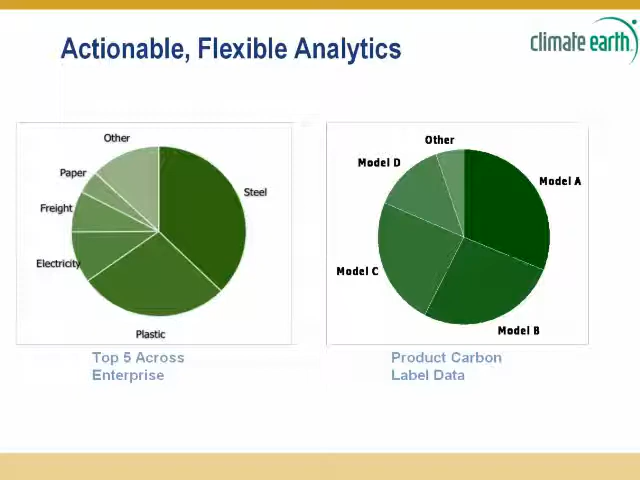 Actionable, Flexible Analytics
climate earth
Other
Paper
Steel
Freight
Electricity
Plastic
Top 5 Across
Enterprise
Other
Model D
Model A
Model C
Model B
Product Carbon
Label Data